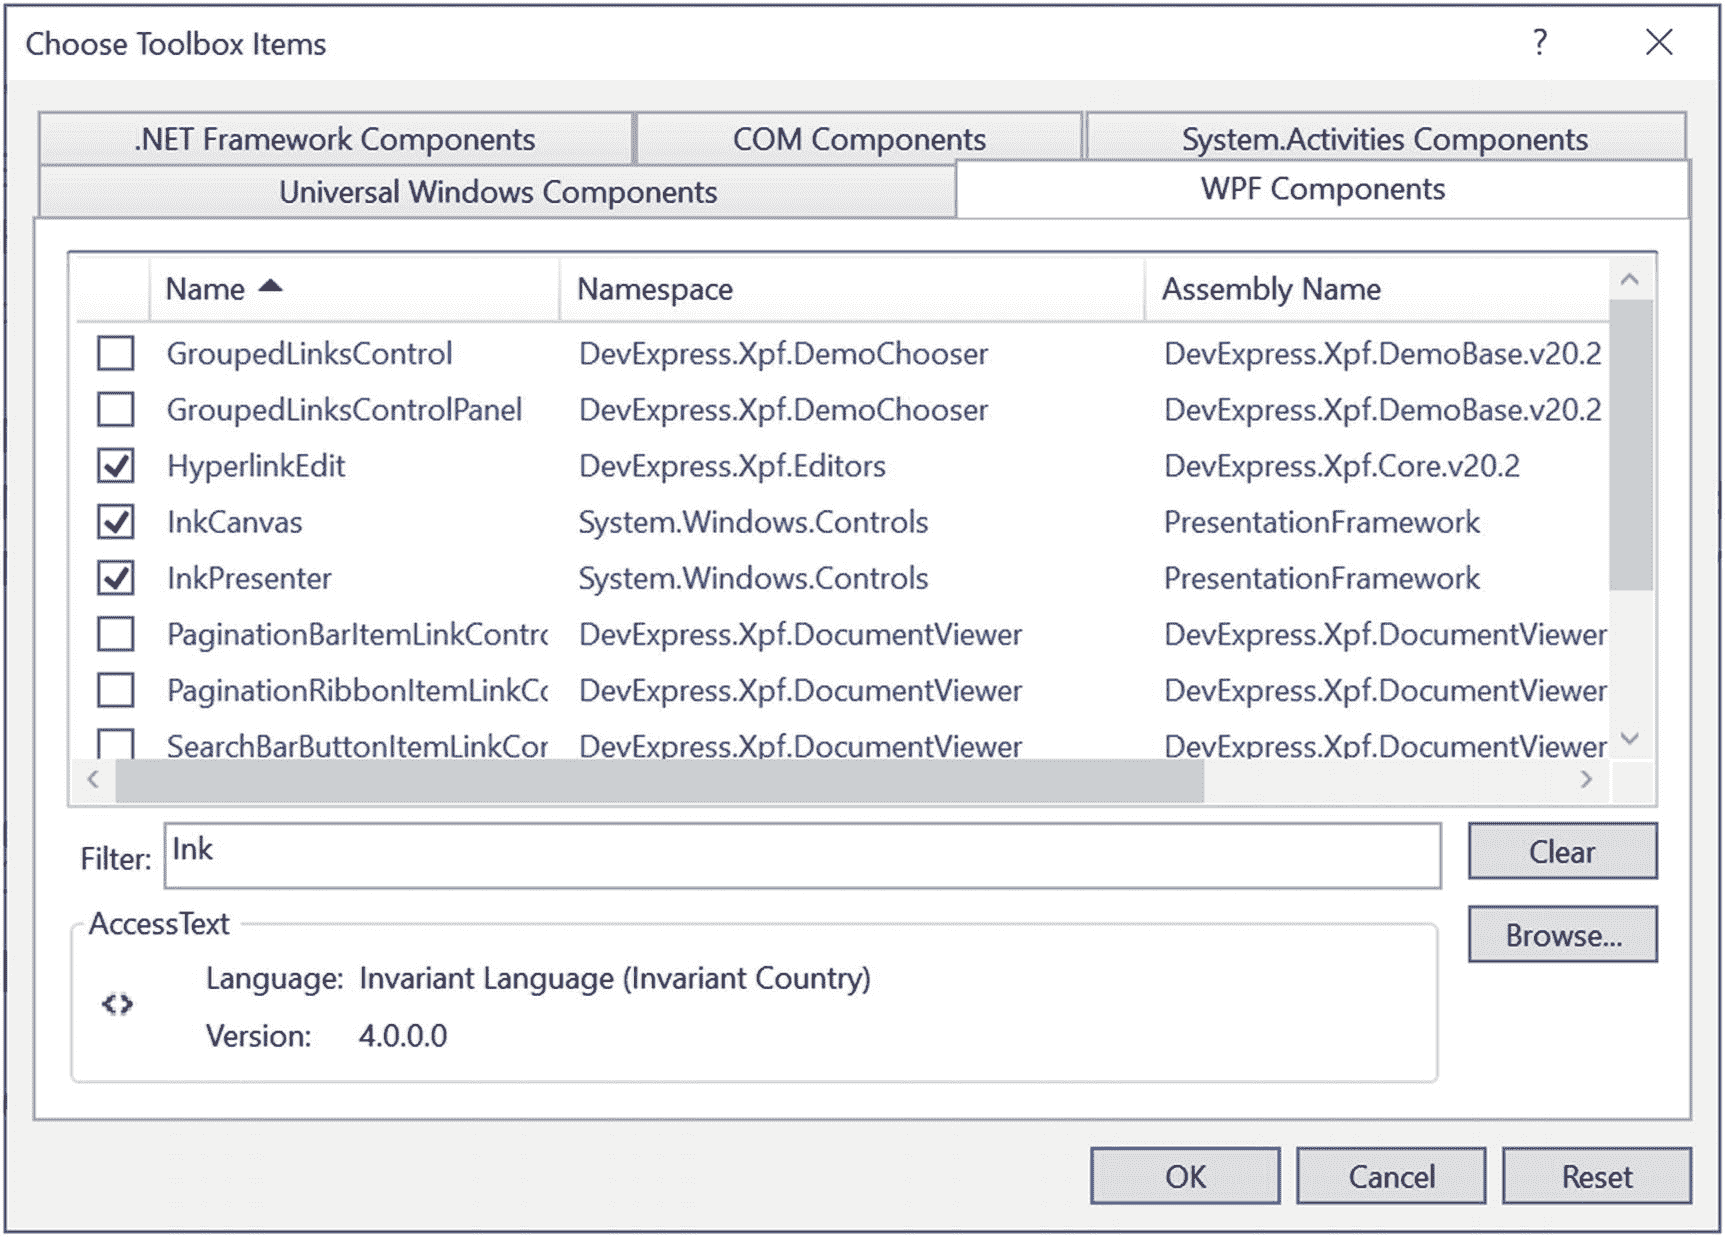 Choose Toolbox Items ?
.NET Framework Components COM Components System.Activities Components
Universal Windows Components WPF Components
Name Namespace Assembly Name
GroupedLinksControl DevExpress.Xpf.DemoChooser DevExpress.Xpf.DemoBase.v20.2
GroupedLinksControlPanel DevExpress.Xpf.DemoChooser DevExpress.Xpf.DemoBase.v20.2
HyperlinkEdit DevExpress.Xpf.Editors DevExpress.Xpf.Core.v20.2
InkCanvas System.Windows.Controls PresentationFramework
InkPresenter System.Windows.Controls PresentationFramework
PaginationBarItemLinkContrc DevExpress.Xpf.DocumentViewer DevExpress.Xpf.DocumentViewer
PaginationRibbonItemLinkCc DevExpress.Xpf.DocumentViewer DevExpress.Xpf.DocumentViewer
SearchBarButtonItemLinkCor DevExpress.Xpf.DocumentViewer DevExpress.Xpf.DocumentViewer
Filter: Ink Clear
AccessText Browse...
Language: Invariant Language (Invariant Country)
Version: 4.0.0.0
OK Cancel Reset